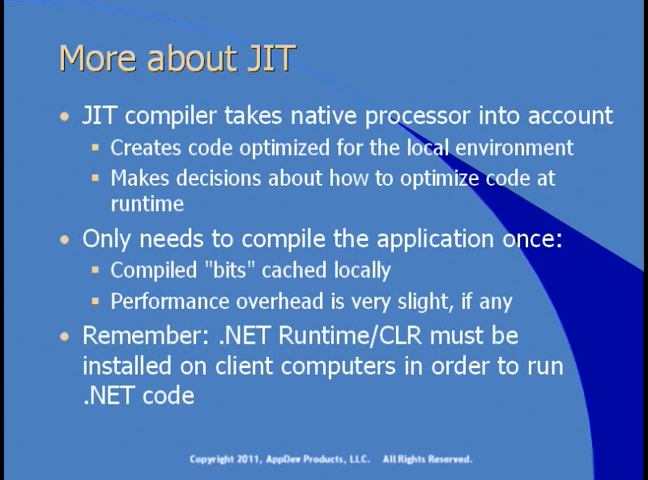 More about JIT
• JIT compiler takes native processor into account
▪ Creates code optimized for the local environment
▪ Makes decisions about how to optimize code at
runtime
• Only needs to compile the application once:
▪ Compiled "bits" cached locally
▪ Performance overhead is very slight, if any
• Remember: .NET Runtime/CLR must be
installed on client computers in order to run
.NET code
Copyright 2011, AppDev Products, LLC. All Rights Reserved.